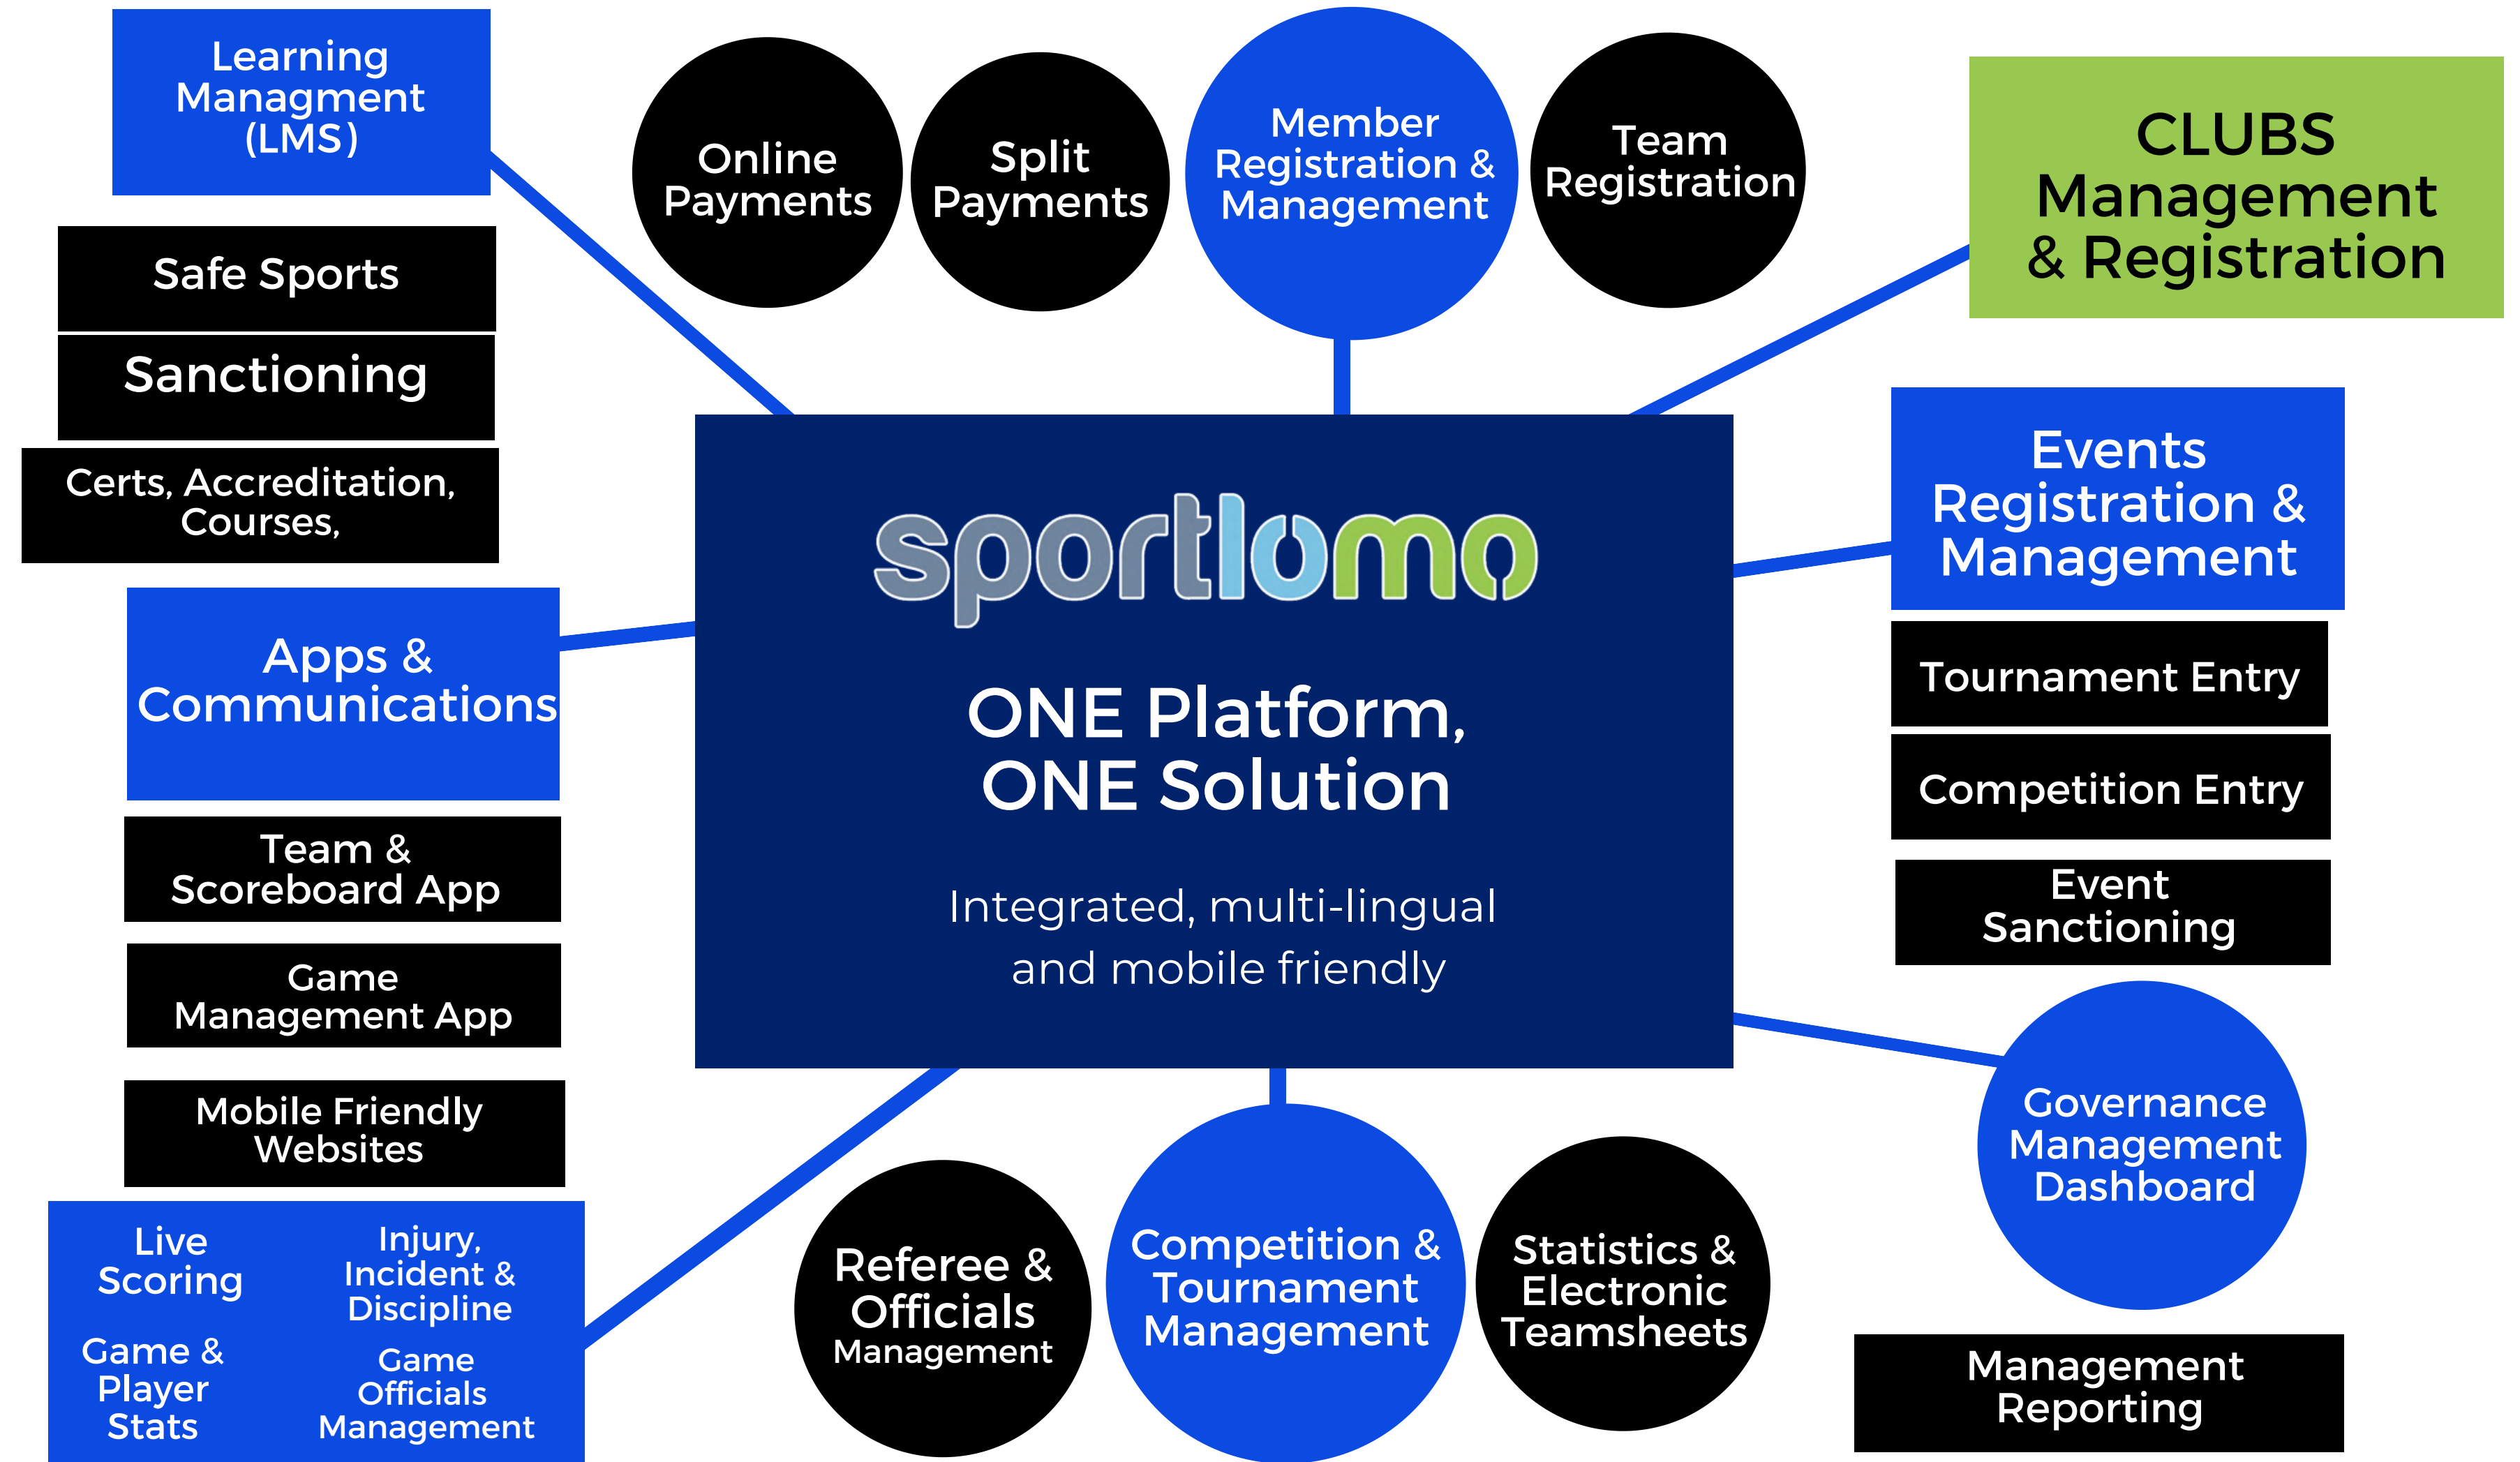 Learning
Managment
(LMS)
Safe Sports
Sanctioning
Certs, Accreditation,
Courses,
Apps &
Communications
Team &
Scoreboard App
Game
Management App
Mobile Friendly
Websites
Live
Scoring
Injury,
Incident &
Discipline
Game &
Player
Stats
Game
Officials
Management
Online
Payments
Split
Payments
Member
Registration &
Management
Team
Registration
sportlomo
ONE Platform,
ONE Solution
Integrated, multi-lingual
and mobile friendly
Referee &
Officials
Management
Competition &
Tournament
Management
Statistics &
Electronic
Teamsheets
CLUBS
Management
& Registration
Events
Registration &
Management
Tournament Entry
Competition Entry
Event
Sanctioning
Governance
Management
Dashboard
Management
Reporting